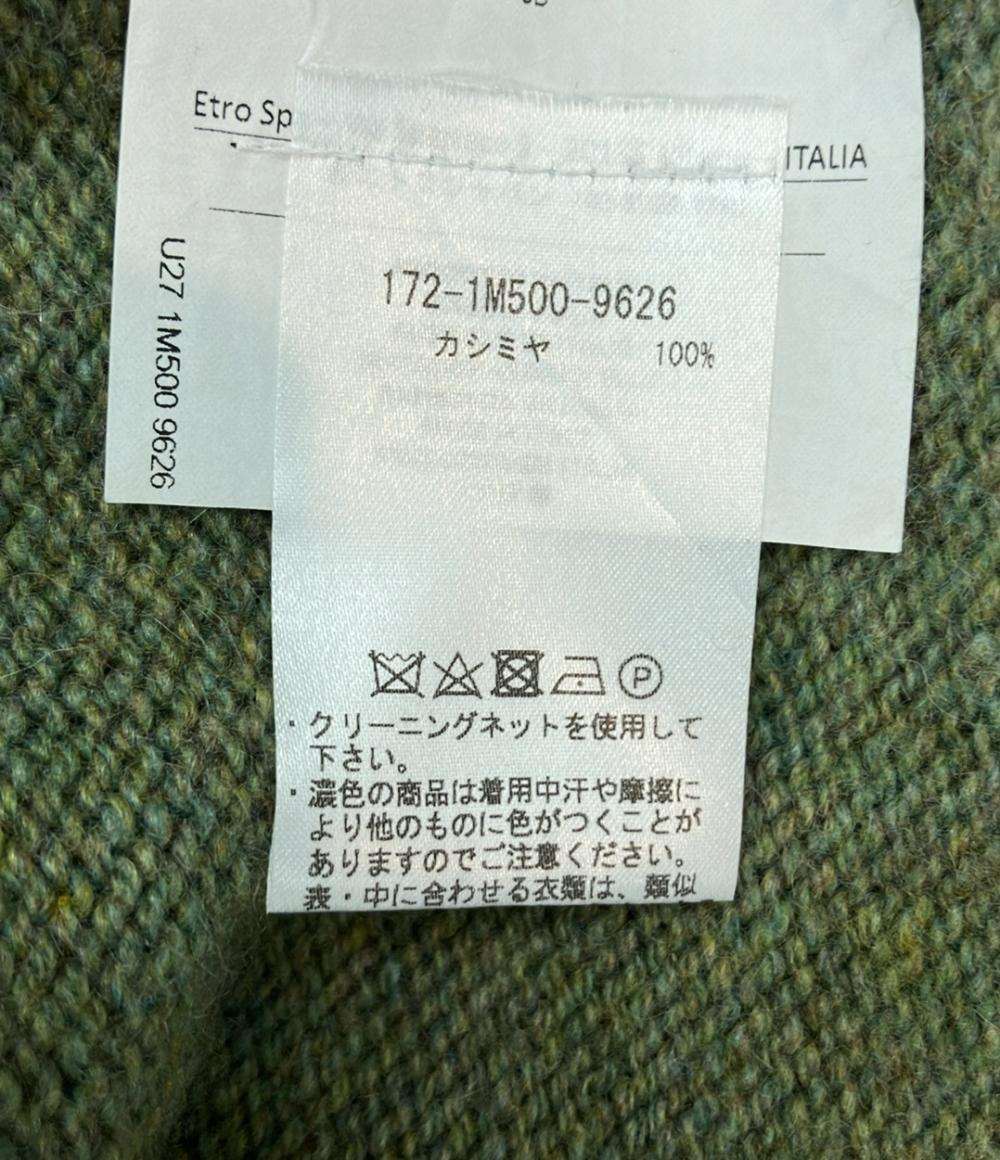 Etro Sp
ITALIA
U27 1M500 9626
172-1M500-9626
カシミヤ 100%
P
・クリーニングネットを使用して
下さい。
・濃色の商品は着用中汗や摩擦に
より他のものに色がつくことが
ありますのでご注意ください。
表・中に合わせる衣類は、類似